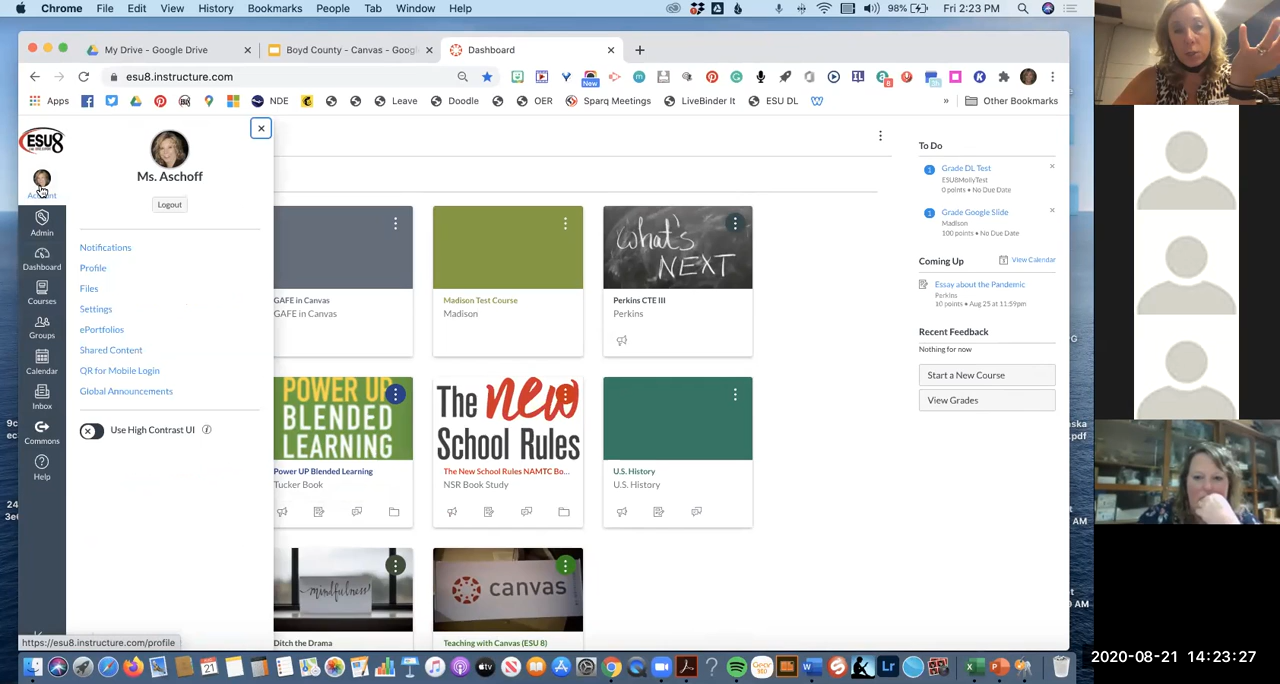 Chrome File Edit View History Bookmarks People Tab Window Help 98% Fri 2:23 PM
My Drive - Google Drive Boyd County - Canvas - Goog Dashboard
esu8.instructure.com
Now 8
Apps NDE Leave Doodle OER Sparq Meetings LiveBinder It ESU DL » Other Bookmarks
ESU8
Account
Admin
Dashboard
Courses
Groups
Calendar
Inbox
Commons
Help
Ms. Aschoff
Logout
Notifications
Profile
Files
Settings
ePortfolios
Shared Content
QR for Mobile Login
Global Announcements
Use High Contrast UI
GAFE in Canvas
GAFE in Canvas
Madison Test Course
Madison
what's NEXT
Perkins CTE III
Perkins
POWER UP
BLENDED
LEARNING
Power UP Blended Learning
Tucker Book
The new
School Rules
The New School Rules NAMTC Bo...
NSR Book Study
U.S. History
U.S. History
mindfulness
Ditch the Drama
canvas
Teaching with Canvas (ESU 8)
To Do
1 Grade DL Test
ESU8MollyTest
0 points • No Due Date
1 Grade Google Slide
Madison
100 points • No Due Date
Coming Up View Calendar
Essay about the Pandemic
Perkins
10 points • Aug 25 at 11:59pm
Recent Feedback
Nothing for now
Start a New Course
View Grades
https://esu8.instructure.com/profile
.pdf
AM
AM
2020-08-21 14:23:27